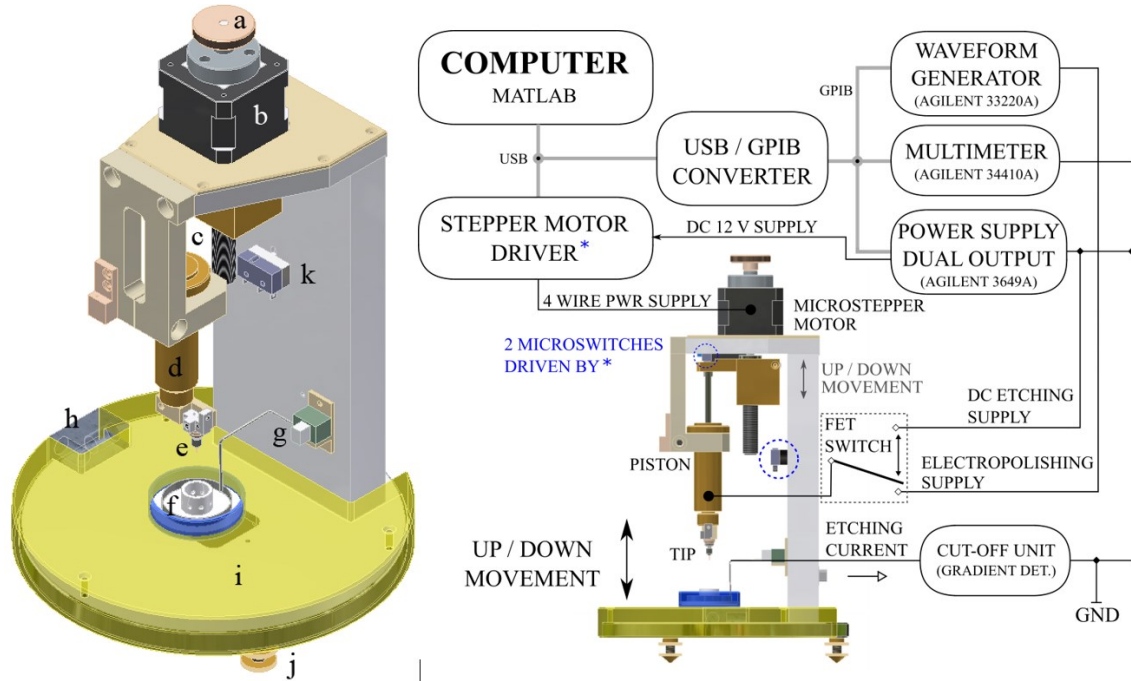 a
b
c
k
d
h
e
g
f
i
j
COMPUTER
MATLAB
USB
USB / GPIB
CONVERTER
GPIB
WAVEFORM
GENERATOR
(AGILENT 33220A)
MULTIMETER
(AGILENT 34410A)
POWER SUPPLY
DUAL OUTPUT
(AGILENT 3649A)
STEPPER MOTOR
DRIVER*
DC 12 V SUPPLY
4 WIRE PWR SUPPLY
MICROSTEPPER
MOTOR
2 MICROSWITCHES
DRIVEN BY *
UP / DOWN
MOVEMENT
DC ETCHING
SUPPLY
FET
SWITCH
PISTON
ELECTROPOLISHING
SUPPLY
UP / DOWN
MOVEMENT
TIP
ETCHING
CURRENT
CUT-OFF UNIT
(GRADIENT DET.)
GND